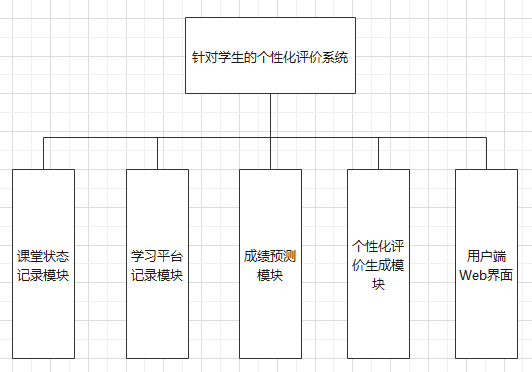 针对学生的个性化评价系统
课堂状态
记录模块
学习平台
记录模块
成绩预测
模块
个性化评
价生成模
块
用户端
Web界面